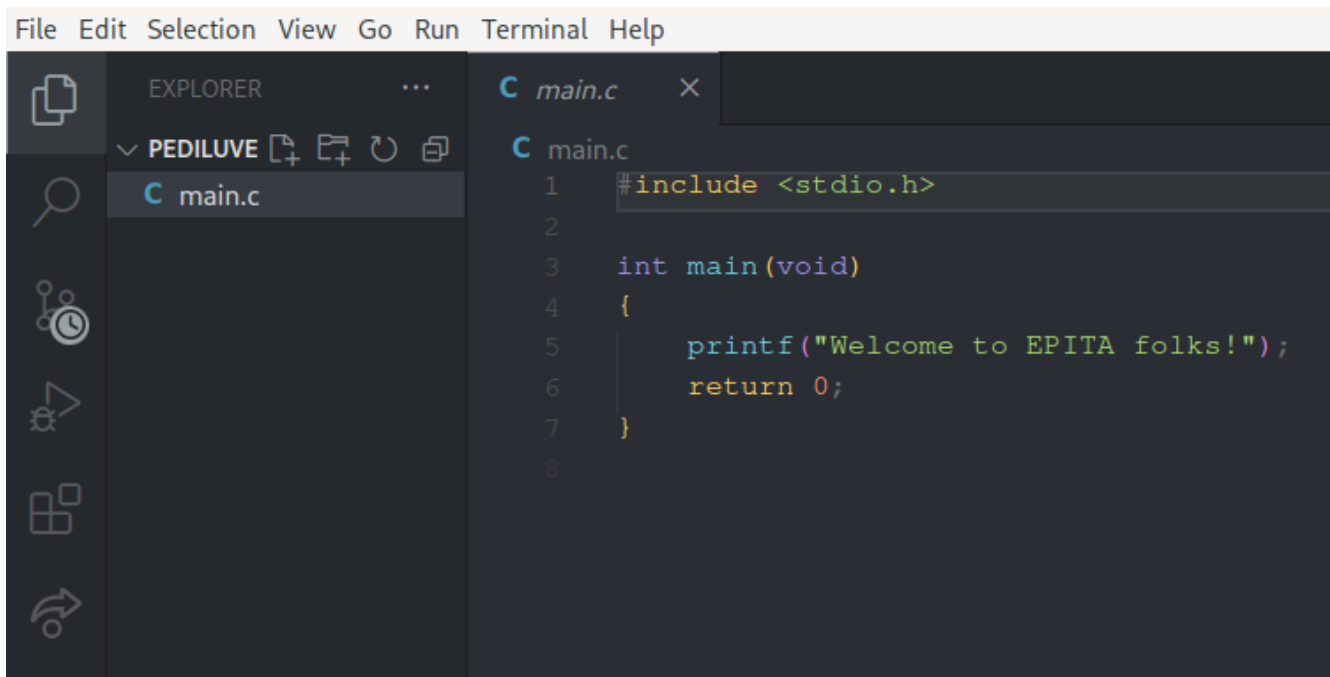 File Edit Selection View Go Run Terminal Help
EXPLORER ...
C main.c
PEDILUVE
C main.c
C main.c
1 #include <stdio.h>
2
3 int main(void)
4 {
5 printf("Welcome to EPITA folks!");
6 return 0;
7 }
8